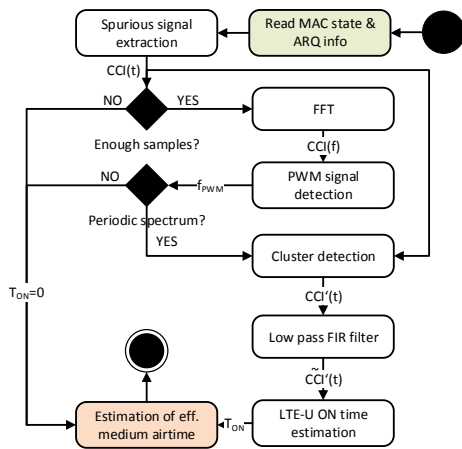 Spurious signal
extraction
Read MAC state &
ARQ info
CCI(t)
NO
YES
FFT
Enough samples?
CCI(f)
NO
f_PWM
PWM signal
detection
Periodic spectrum?
YES
Cluster detection
T_ON=0
CCI'(t)
Low pass FIR filter
~
CCI'(t)
Estimation of eff.
medium airtime
T_ON
LTE-U ON time
estimation